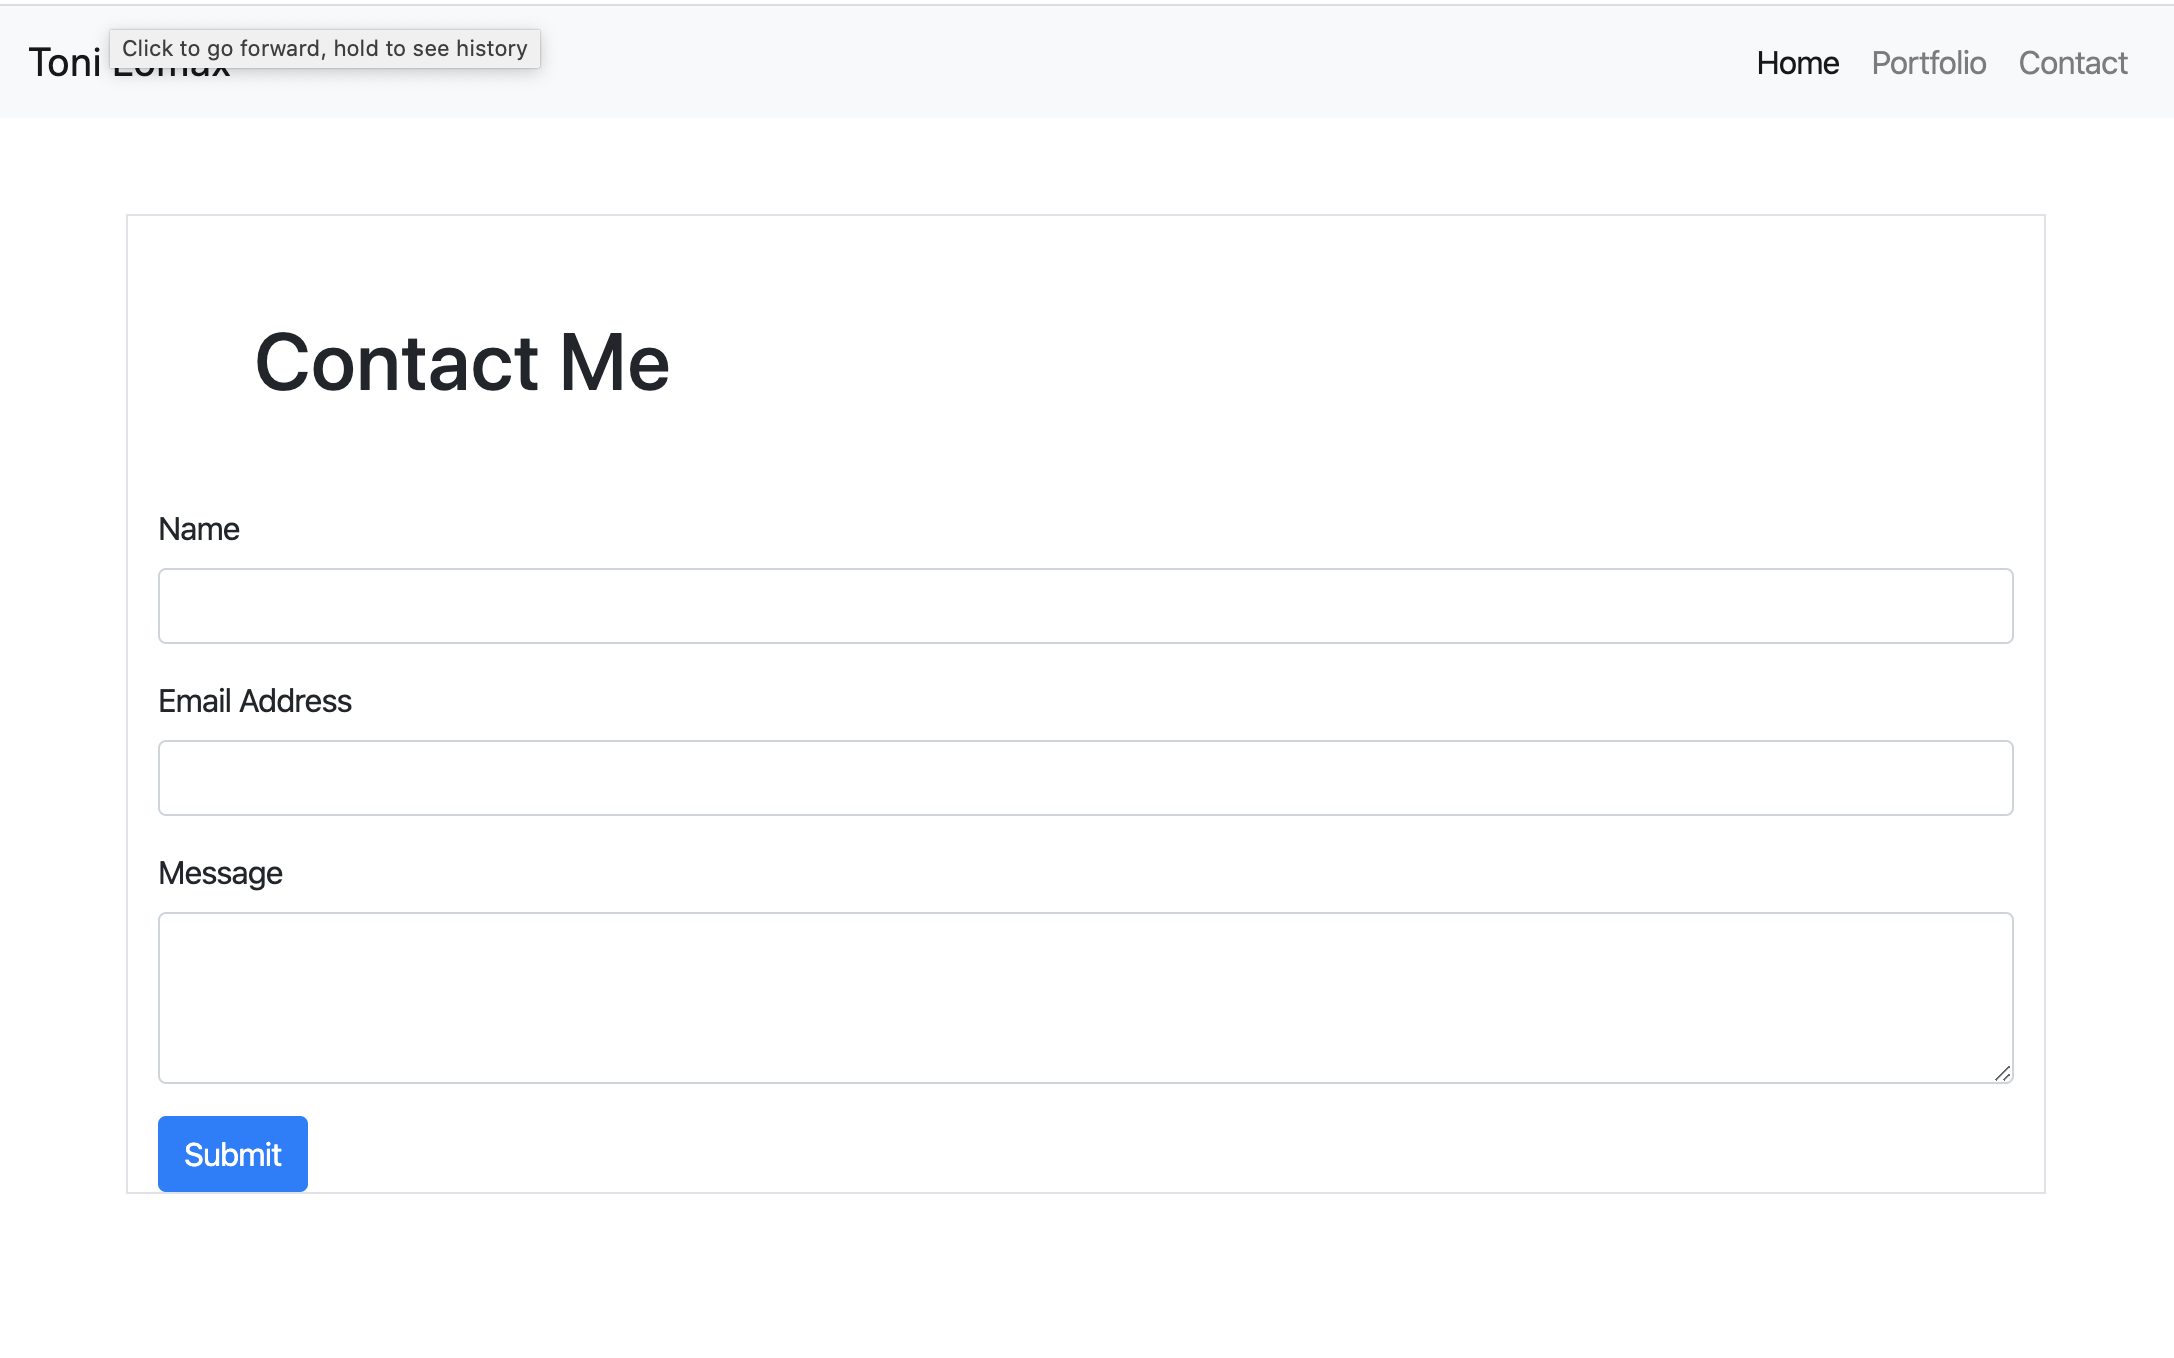 Toni Lomax
Click to go forward, hold to see history
Home Portfolio Contact
Contact Me
Name
Email Address
Message
Submit